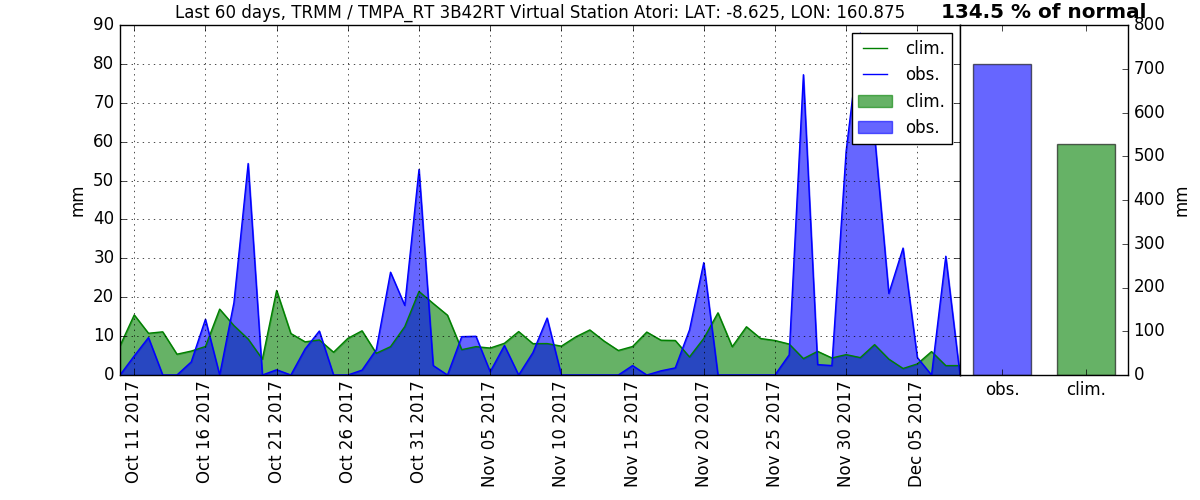 Last 60 days, TRMM / TMPA_RT 3B42RT Virtual Station Atori: LAT: -8.625, LON: 160.875
134.5 % of normal
90
80
70
60
50
40
30
20
10
0
mm
clim.
obs.
clim.
obs.
800
700
600
500
400
300
200
100
0
mm
Oct 11 2017
Oct 16 2017
Oct 21 2017
Oct 26 2017
Oct 31 2017
Nov 05 2017
Nov 10 2017
Nov 15 2017
Nov 20 2017
Nov 25 2017
Nov 30 2017
Dec 05 2017
obs.
clim.